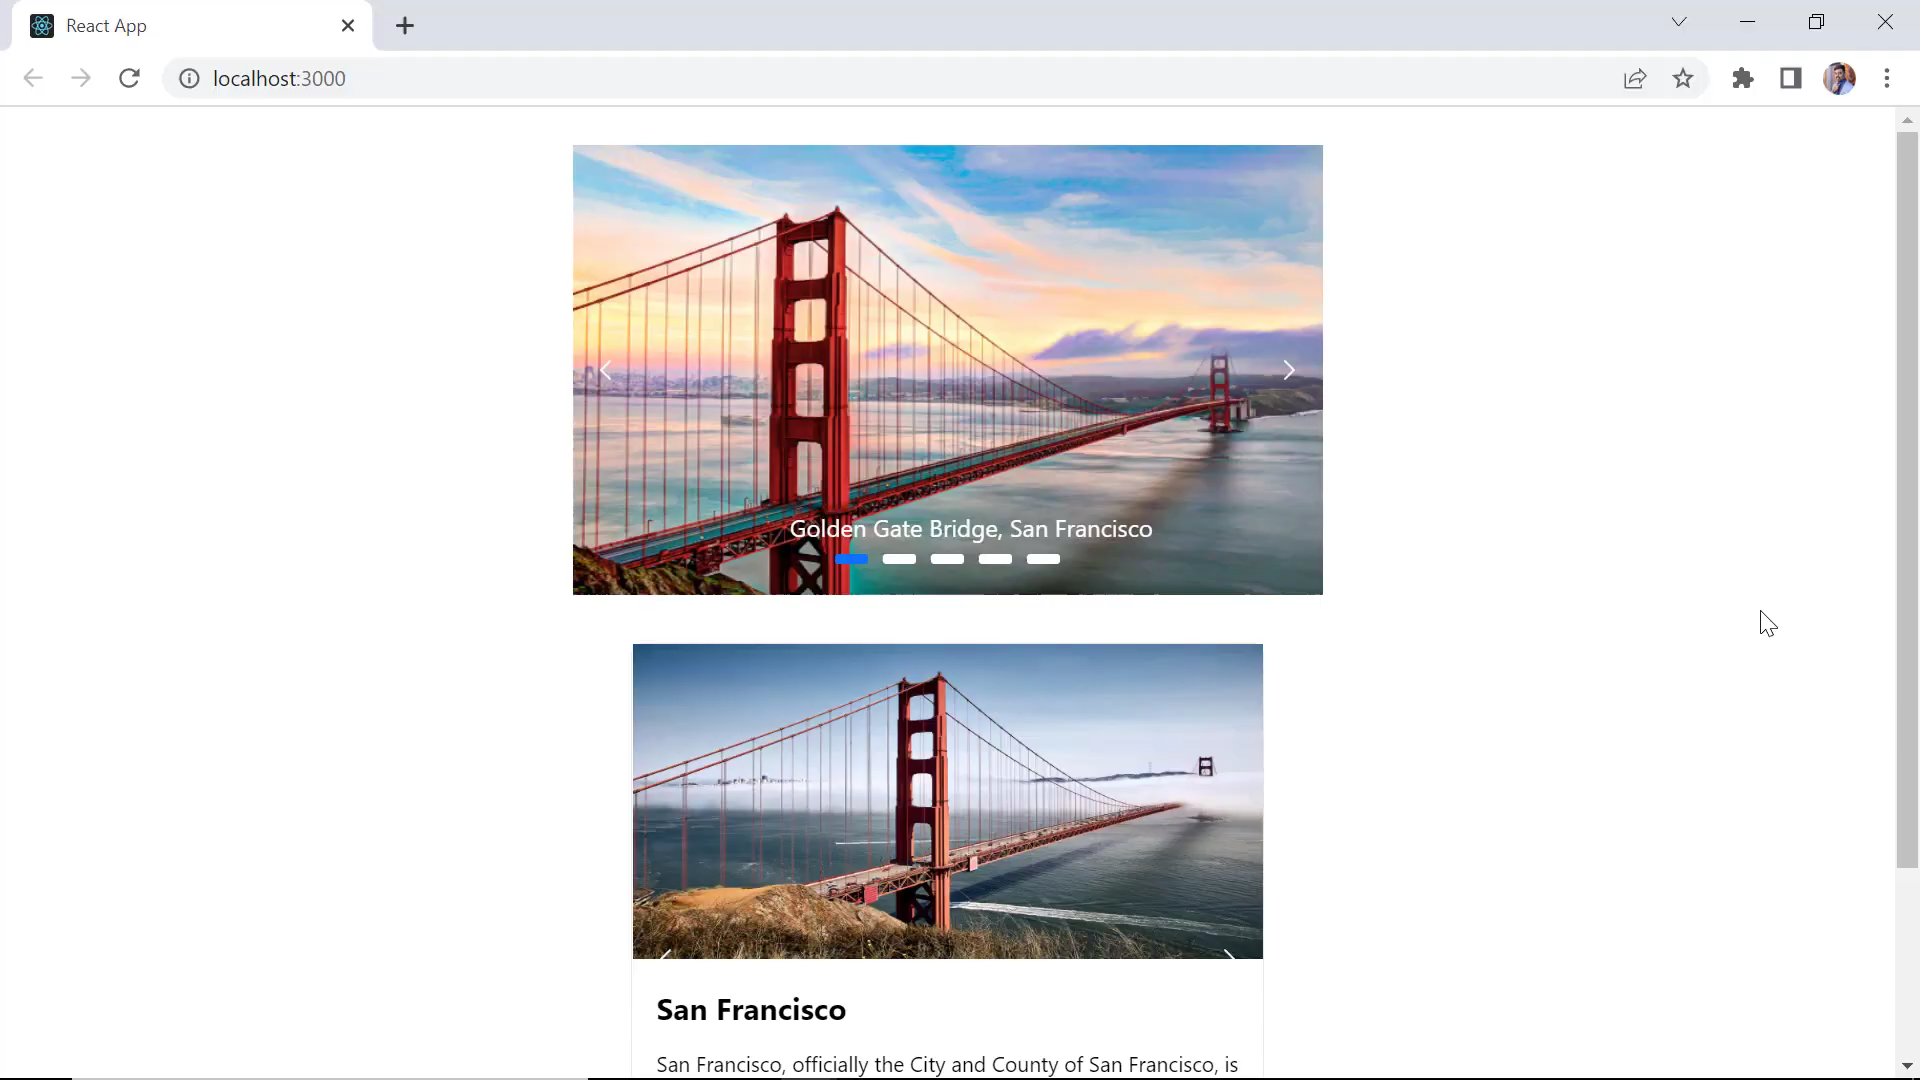 React App
localhost:3000
Golden Gate Bridge, San Francisco
San Francisco
San Francisco, officially the City and County of San Francisco, is